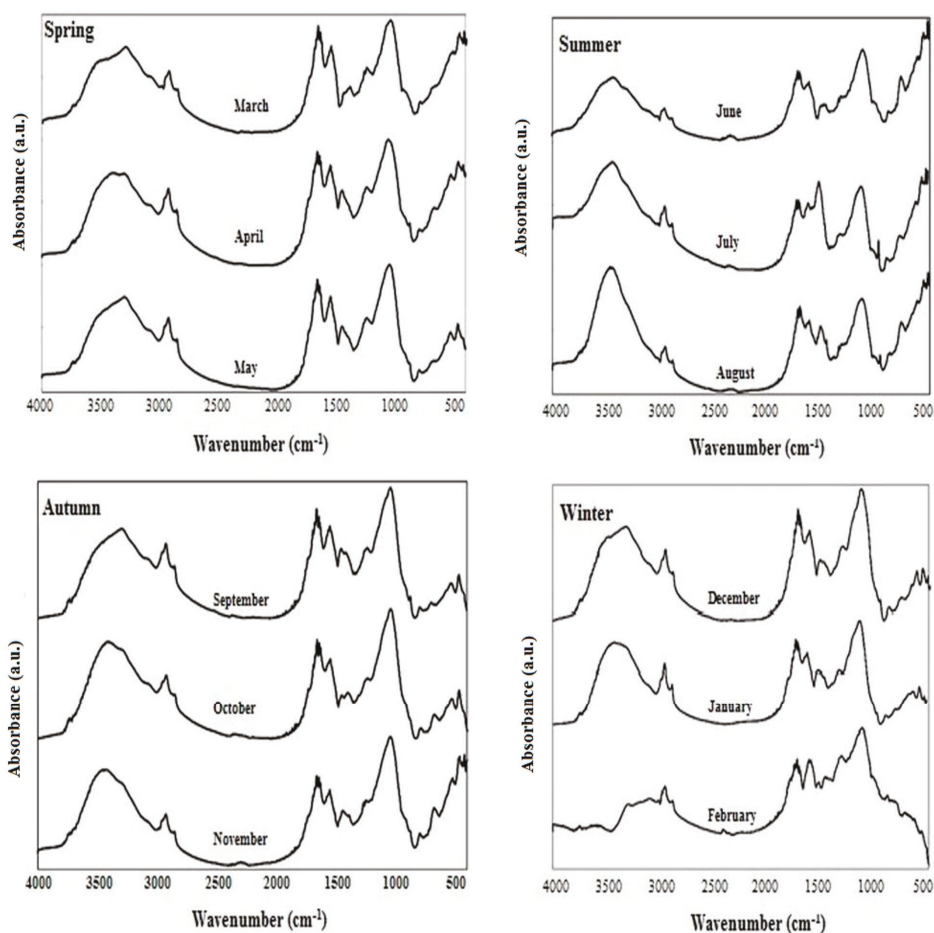 Spring
Absorbance (a.u.)
March
April
May
4000 3500 3000 2500 2000 1500 1000 500
Wavenumber (cm⁻¹)
Summer
Absorbance (a.u.)
June
July
August
4000 3500 3000 2500 2000 1500 1000 500
Wavenumber (cm⁻¹)
Autumn
Absorbance (a.u.)
September
October
November
4000 3500 3000 2500 2000 1500 1000 500
Wavenumber (cm⁻¹)
Winter
Absorbance (a.u.)
December
January
February
4000 3500 3000 2500 2000 1500 1000 500
Wavenumber (cm⁻¹)